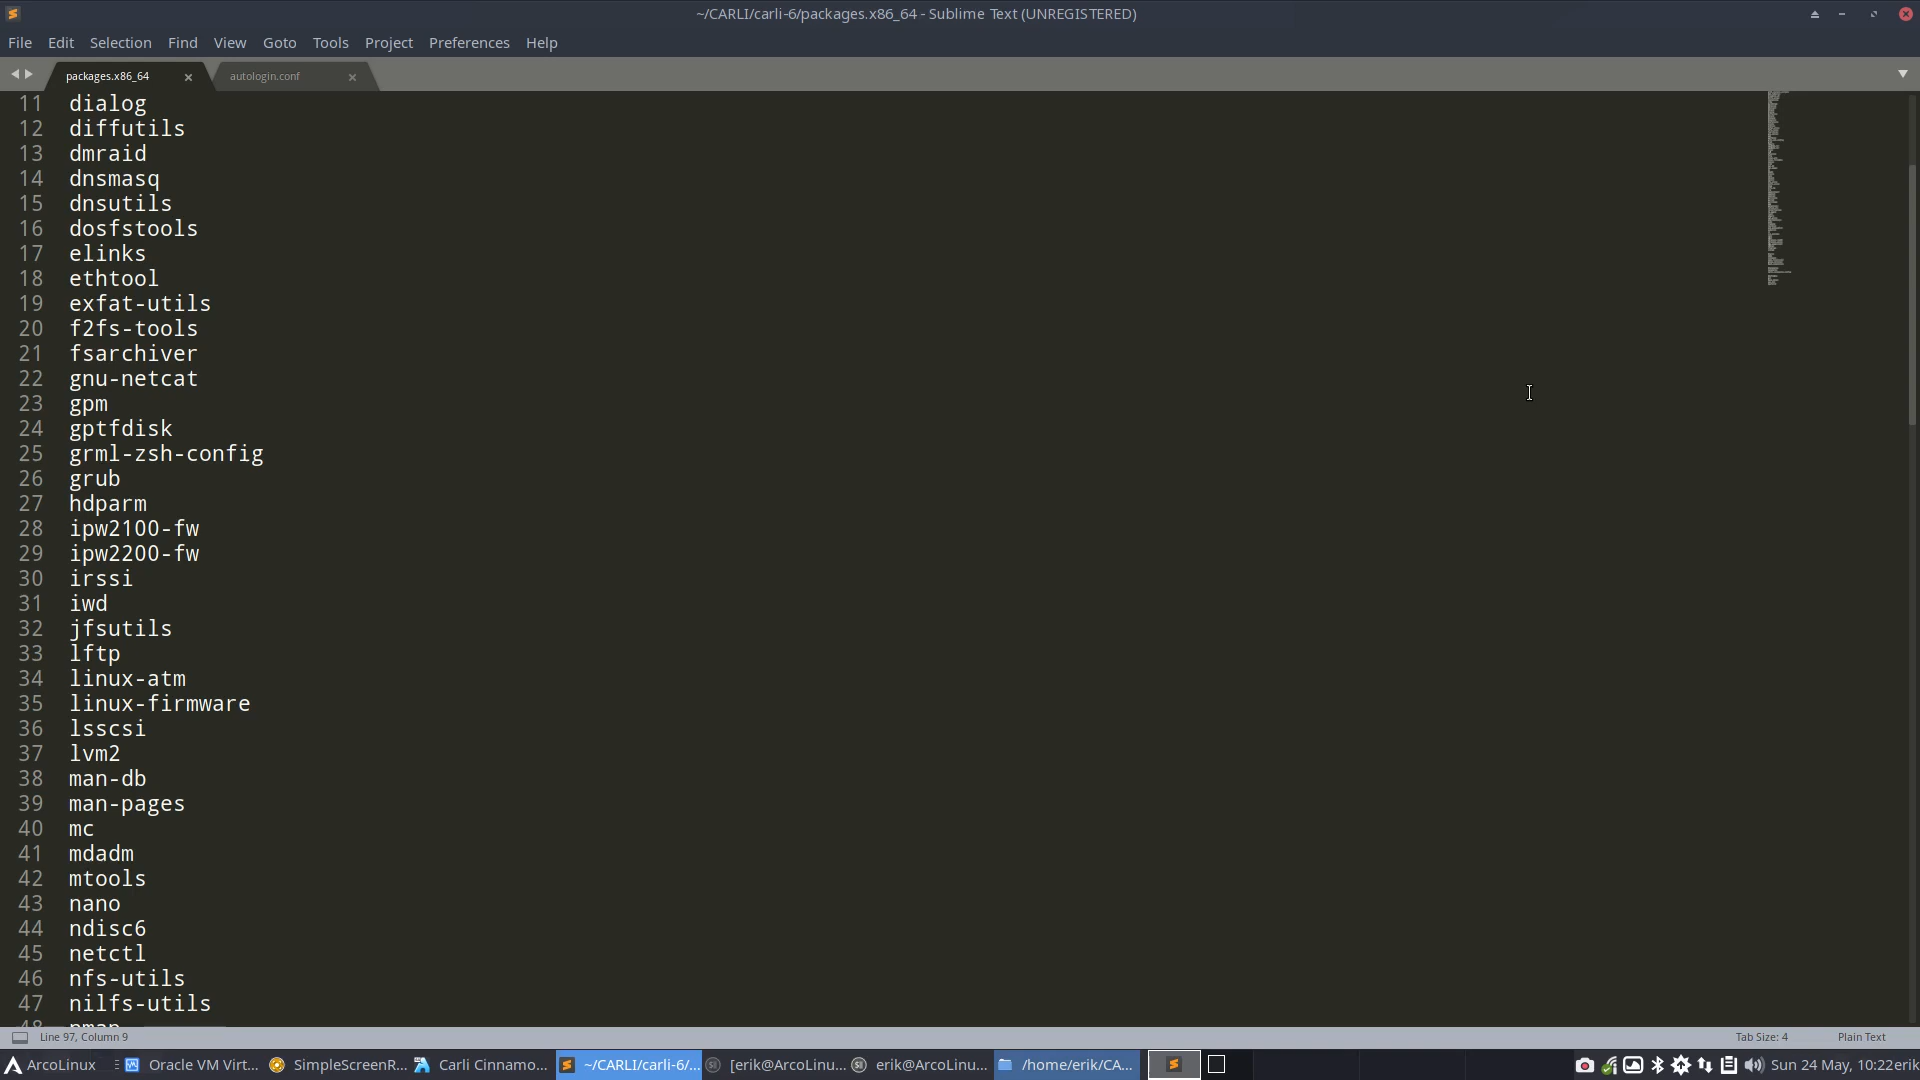 ~/CARLI/carli-6/packages.x86_64 - Sublime Text (UNREGISTERED)
File Edit Selection Find View Goto Tools Project Preferences Help
packages.x86_64 autologin.conf
11 dialog
12 diffutils
13 dmraid
14 dnsmasq
15 dnsutils
16 dosfstools
17 elinks
18 ethtool
19 exfat-utils
20 f2fs-tools
21 fsarchiver
22 gnu-netcat
23 gpm
24 gptfdisk
25 grml-zsh-config
26 grub
27 hdparm
28 ipw2100-fw
29 ipw2200-fw
30 irssi
31 iwd
32 jfsutils
33 lftp
34 linux-atm
35 linux-firmware
36 lsscsi
37 lvm2
38 man-db
39 man-pages
40 mc
41 mdadm
42 mtools
43 nano
44 ndisc6
45 netctl
46 nfs-utils
47 nilfs-utils
48 nmap
Line 97, Column 9 Tab Size: 4 Plain Text
ArcoLinux Oracle VM Virt... SimpleScreenR... Carli Cinnamo... ~/CARLI/carli-6/... [erik@ArcoLinu... erik@ArcoLinu... /home/erik/CA... Sun 24 May, 10:22 erik